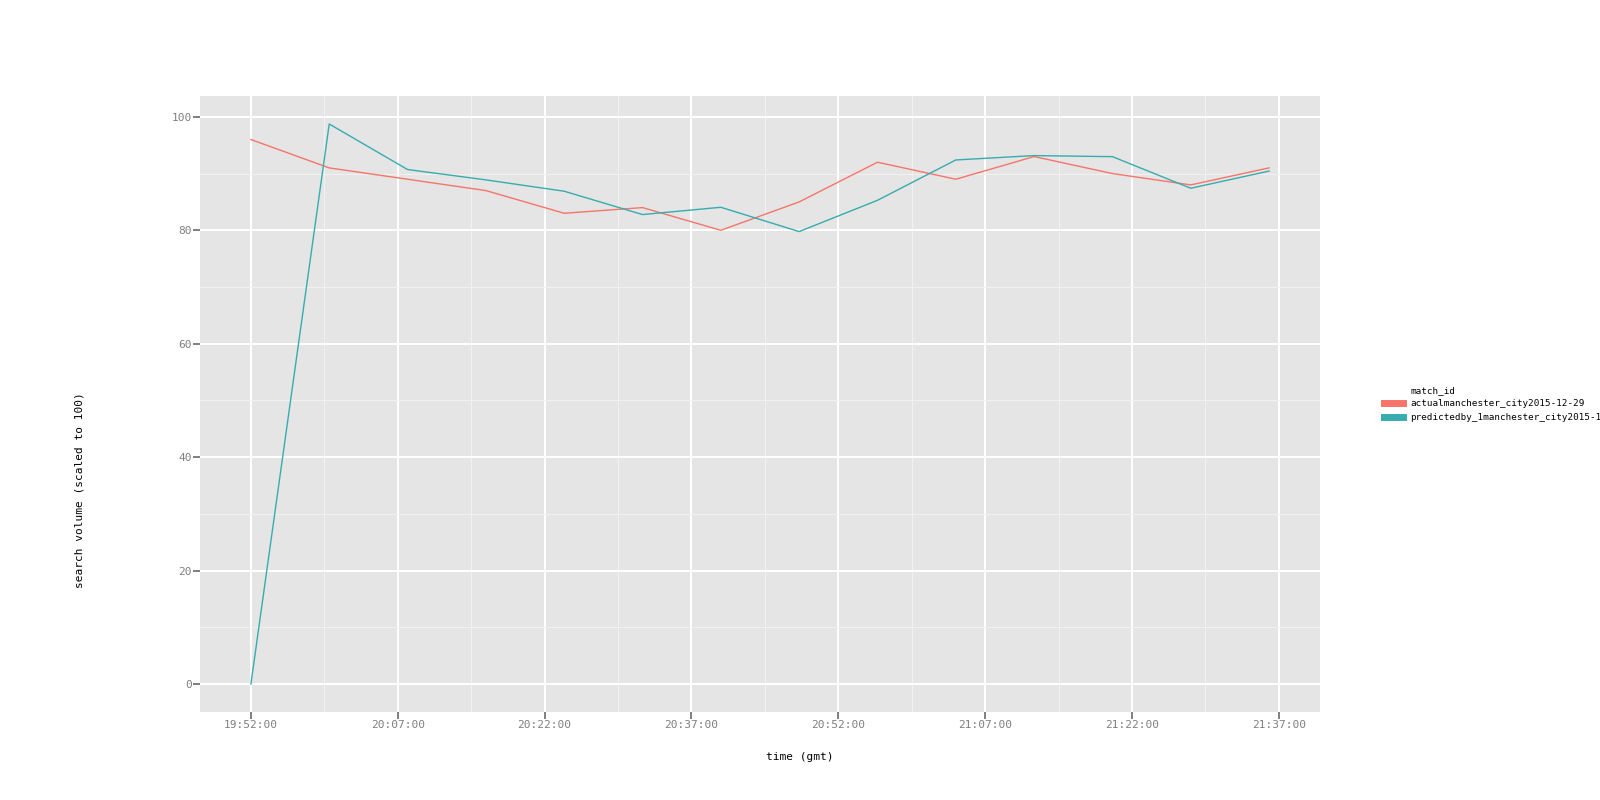 100
80
60
40
20
0
search volume (scaled to 100)
19:52:00 20:07:00 20:22:00 20:37:00 20:52:00 21:07:00 21:22:00 21:37:00
time (gmt)
match_id
actualmanchester_city2015-12-29
predictedby_1manchester_city2015-1